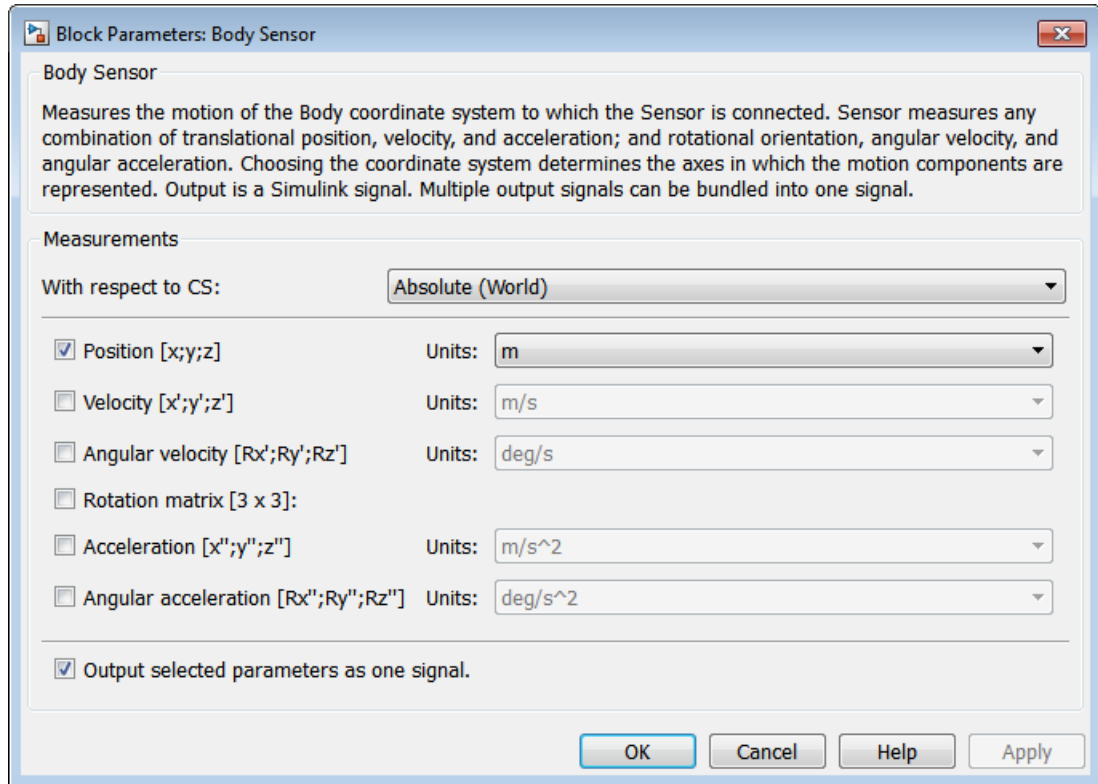 Block Parameters: Body Sensor
Body Sensor
Measures the motion of the Body coordinate system to which the Sensor is connected. Sensor measures any
combination of translational position, velocity, and acceleration; and rotational orientation, angular velocity, and
angular acceleration. Choosing the coordinate system determines the axes in which the motion components are
represented. Output is a Simulink signal. Multiple output signals can be bundled into one signal.
Measurements
With respect to CS: Absolute (World)
Position [x;y;z] Units: m
Velocity [x';y';z'] Units: m/s
Angular velocity [Rx';Ry';Rz'] Units: deg/s
Rotation matrix [3 x 3]:
Acceleration [x'';y'';z''] Units: m/s^2
Angular acceleration [Rx'';Ry'';Rz''] Units: deg/s^2
Output selected parameters as one signal.
OK Cancel Help Apply